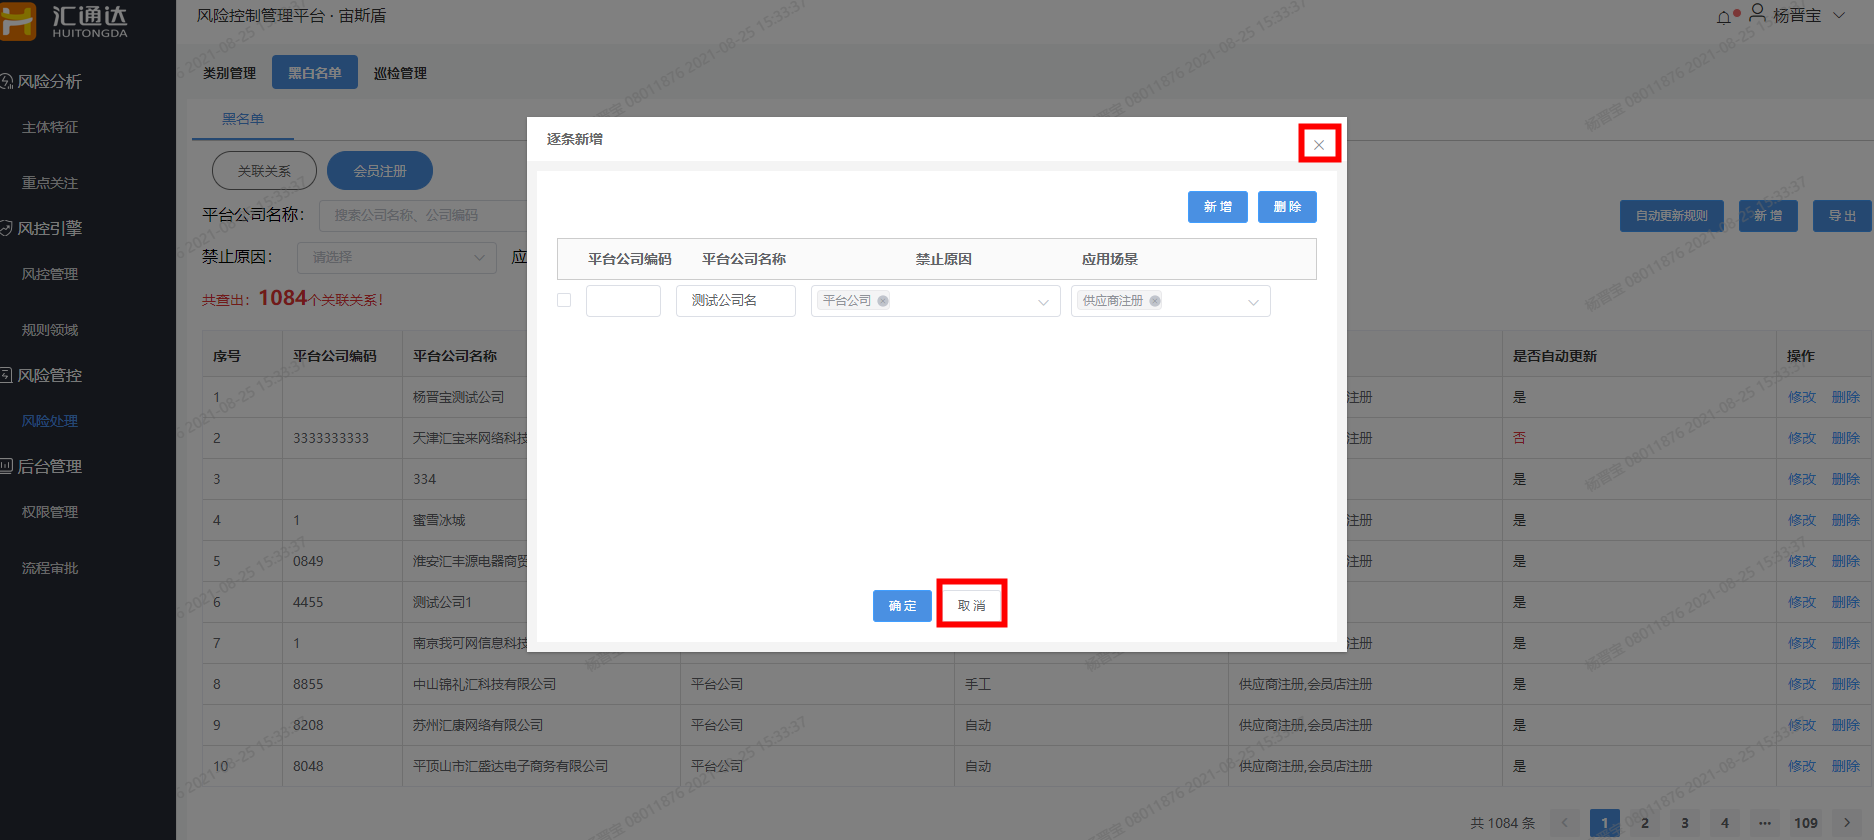 汇通达
HUITONGDA
风险控制管理平台 · 宙斯盾
杨晋宝
风险分析
主体特征
重点关注
风控引擎
风控管理
规则领域
风险管控
风险处理
后台管理
权限管理
流程审批
类别管理 黑白名单 巡检管理
黑名单
关联关系 会员注册
平台公司名称: 搜索公司名称、公司编码
禁止原因: 请选择 应
自动更新规则 新 增 导 出
共查出: 1084个关联关系!
逐条新增
新 增 删 除
平台公司编码 平台公司名称 禁止原因 应用场景
测试公司名 平台公司 供应商注册
确 定 取 消
序号 平台公司编码 平台公司名称 是否自动更新 操作
1 杨晋宝测试公司 注册 是 修改 删除
2 3333333333 天津汇宝来网络科技 注册 否 修改 删除
3 334 是 修改 删除
4 1 蜜雪冰城 注册 是 修改 删除
5 0849 淮安汇丰源电器商贸 注册 是 修改 删除
6 4455 测试公司1 是 修改 删除
7 1 南京我可网信息科技 注册 是 修改 删除
8 8855 中山锦礼汇科技有限公司 平台公司 手工 供应商注册,会员店注册 是 修改 删除
9 8208 苏州汇康网络有限公司 平台公司 自动 供应商注册,会员店注册 是 修改 删除
10 8048 平顶山市汇盛达电子商务有限公司 平台公司 自动 供应商注册,会员店注册 是 修改 删除
共 1084 条 1 2 3 4 ··· 109
杨晋宝 08011876 2021-08-25 15:33:37